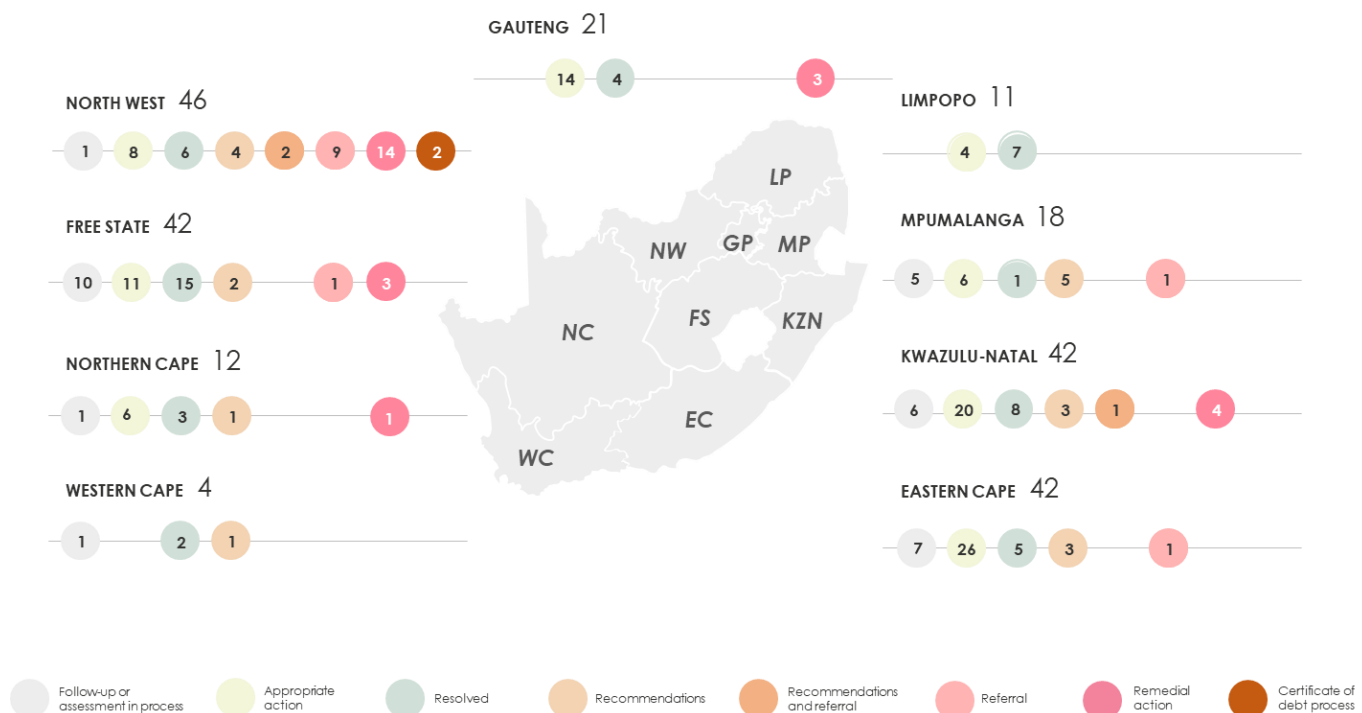 GAUTENG 21
14 4 3
NORTH WEST 46
1 8 6 4 2 9 14 2
LIMPOPO 11
4 7
FREE STATE 42
10 11 15 2 1 3
MPUMALANGA 18
5 6 1 5 1
NORTHERN CAPE 12
1 6 3 1 1
KWAZULU-NATAL 42
6 20 8 3 1 4
WESTERN CAPE 4
1 2 1
EASTERN CAPE 42
7 26 5 3 1
LP
NW
GP
MP
FS
KZN
NC
EC
WC
Follow-up or
assessment in process
Appropriate
action
Resolved
Recommendations
Recommendations
and referral
Referral
Remedial
action
Certificate of
debt process